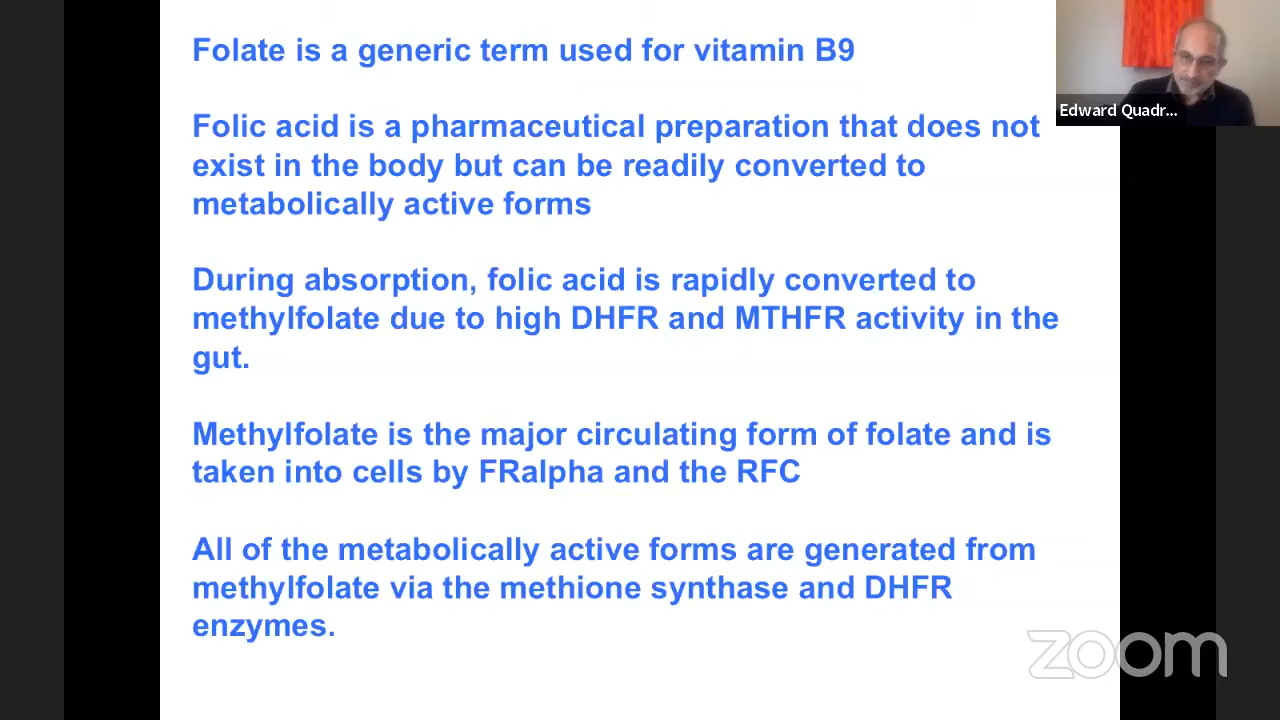 Folate is a generic term used for vitamin B9
Folic acid is a pharmaceutical preparation that does not
exist in the body but can be readily converted to
metabolically active forms
During absorption, folic acid is rapidly converted to
methylfolate due to high DHFR and MTHFR activity in the
gut.
Methylfolate is the major circulating form of folate and is
taken into cells by FRalpha and the RFC
All of the metabolically active forms are generated from
methylfolate via the methione synthase and DHFR
enzymes.
Edward Quadr...
zoom